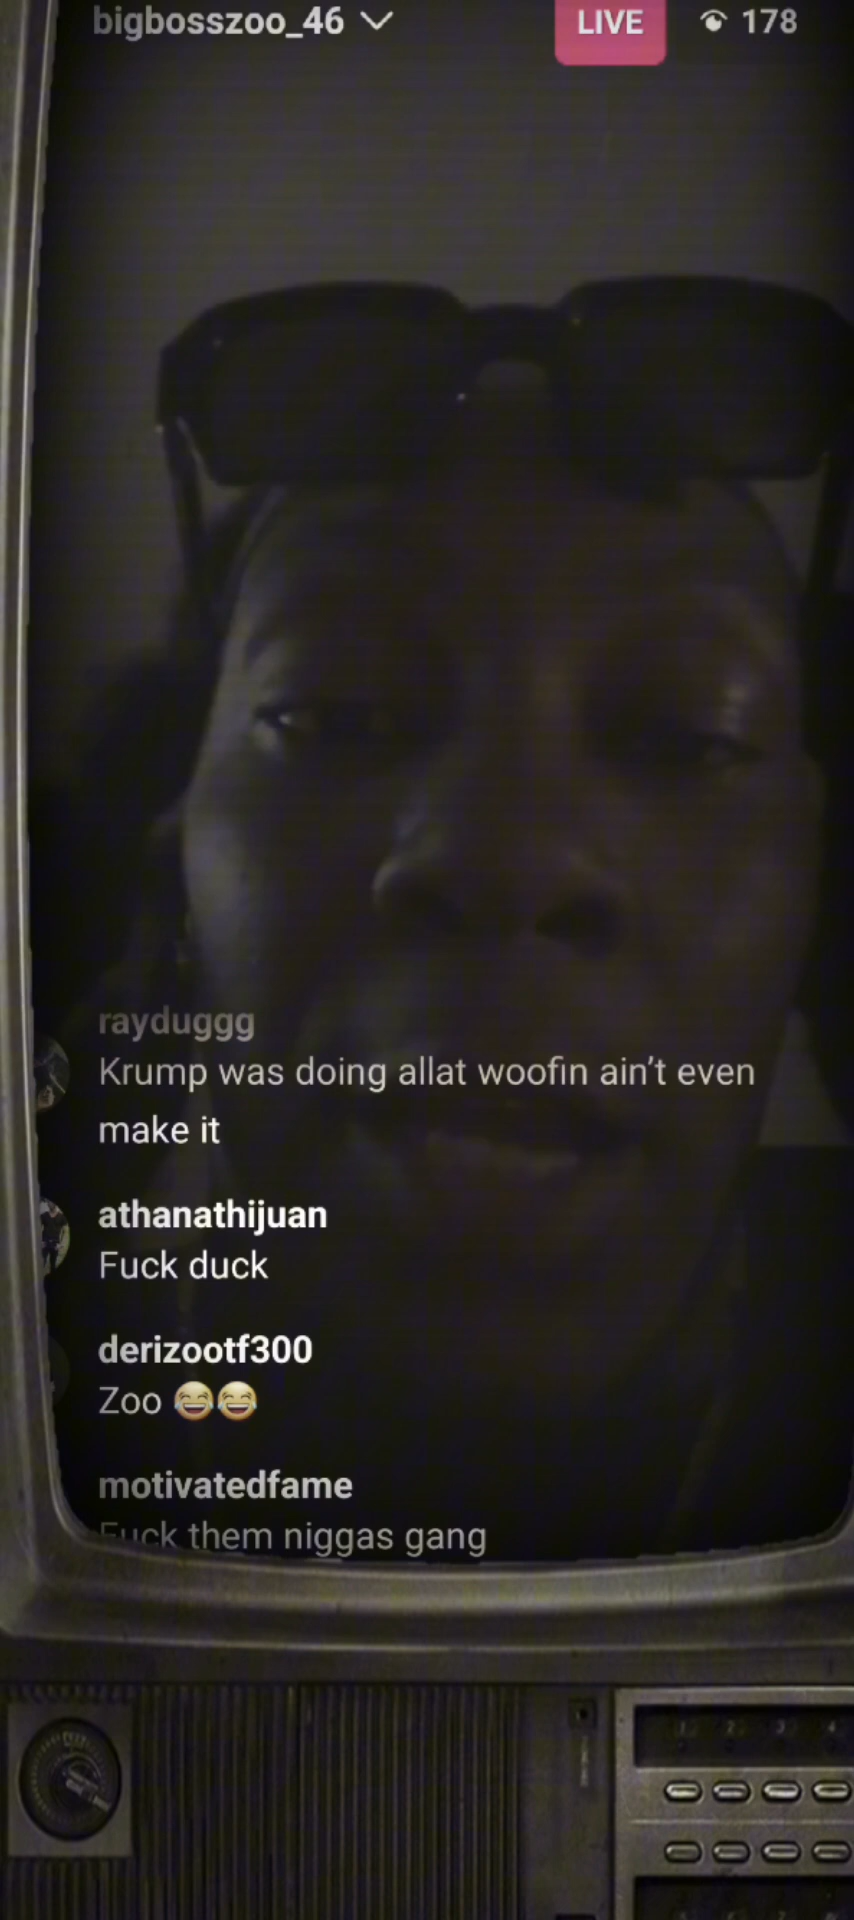 bigbosszoo_46
LIVE
178
rayduggg
Krump was doing allat woofin ain't even
make it
athanathijuan
Fuck duck
derizootf300
Zoo 😂😂
motivatedfame
Fuck them niggas gang
1 2 3 4